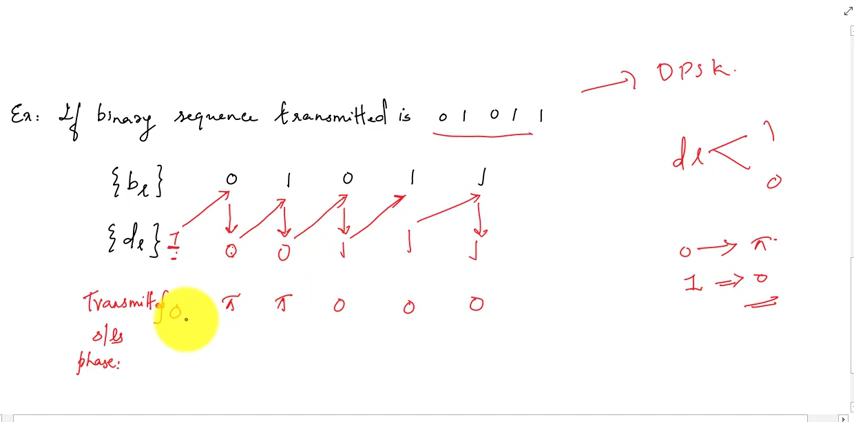 DPSK.
Ex: If binary sequence transmitted is 0 1 0 1 1
dk 1
0
{bk} 0 1 0 1 1
{dk} 1 0 0 1 1 1
0 → π
1 ⇒ 0
Transmitted 0 π π 0 0 0
s/ls
phase: